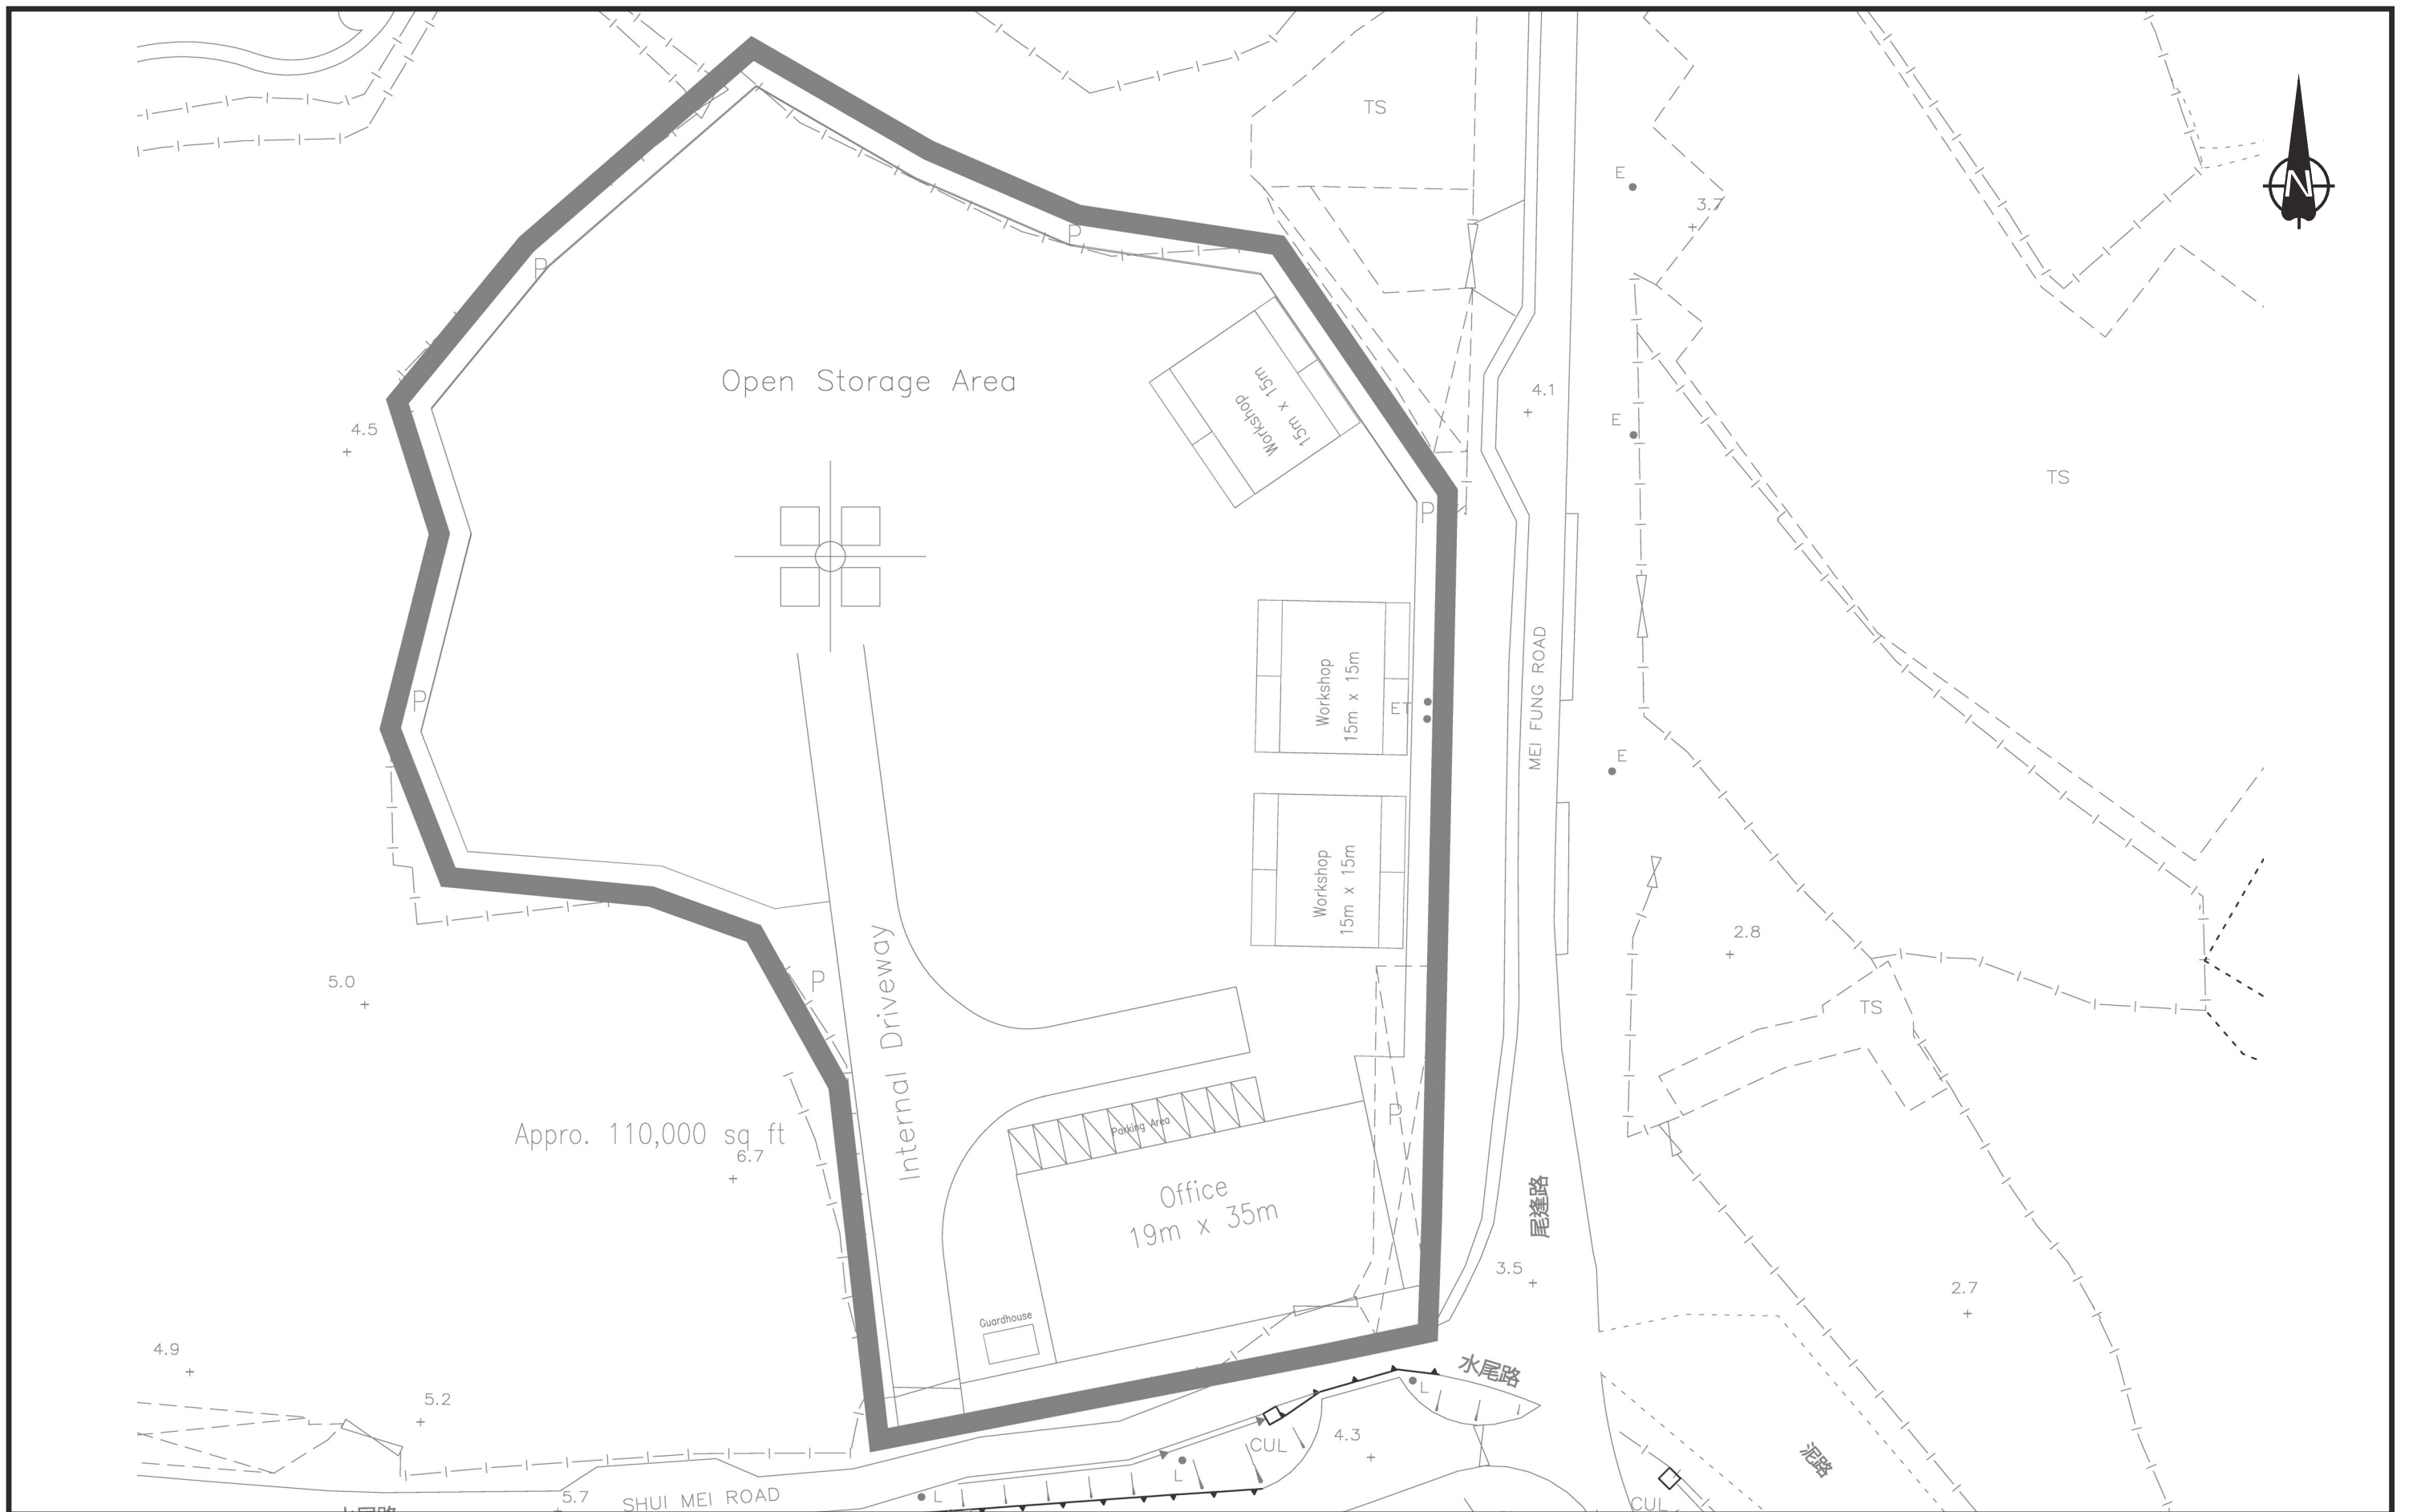 TS
N
E
3.7
P
P
Open Storage Area
Workshop
15m x 15m
4.1
4.5
E
TS
P
Workshop
15m x 15m
ET
MEI FUNG ROAD
P
E
Workshop
15m x 15m
2.8
P
5.0
Internal Driveway
TS
Appro. 110,000 sq ft
6.7
Parking Area
P
Office
19m x 35m
尾逢路
3.5
2.7
Guardhouse
4.9
水尾路
L
5.2
CUL
4.3
泥路
L
5.7
SHUI MEI ROAD
L
CUL
水尾路